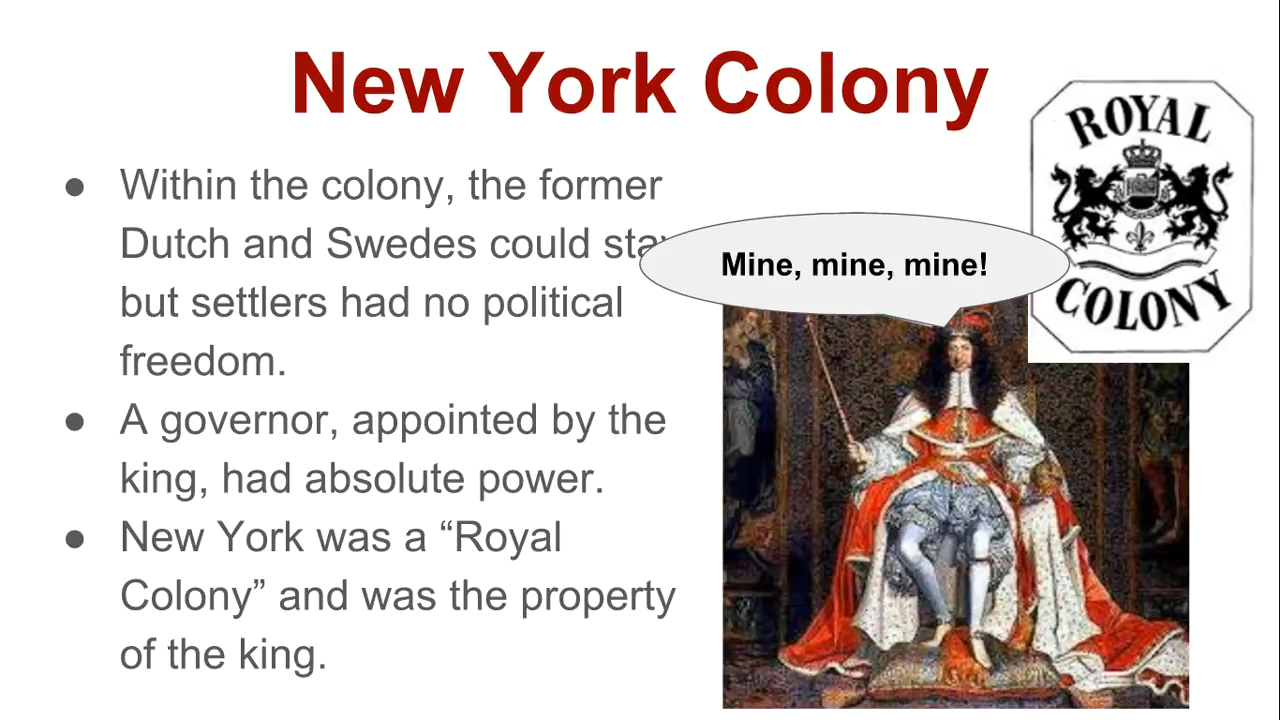 New York Colony
● Within the colony, the former
Dutch and Swedes could stay
but settlers had no political
freedom.
● A governor, appointed by the
king, had absolute power.
● New York was a “Royal
Colony” and was the property
of the king.
Mine, mine, mine!
ROYAL
COLONY